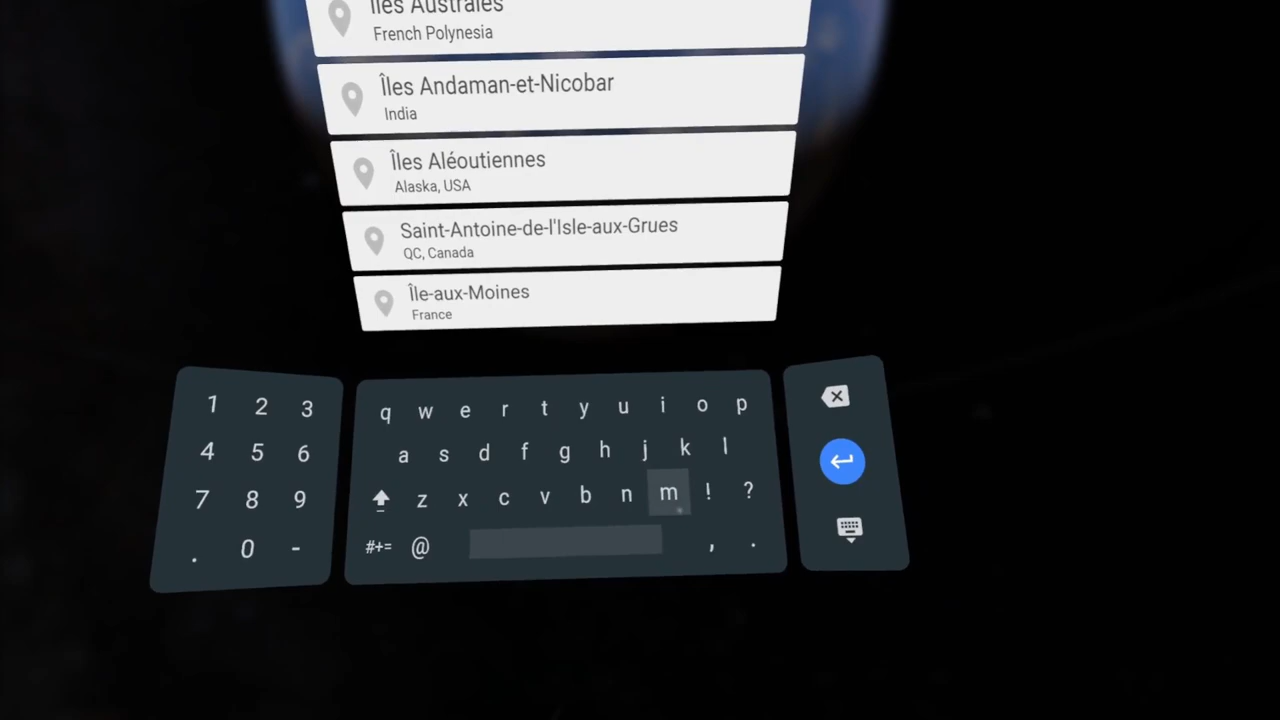 Îles Australes
French Polynesia
Îles Andaman-et-Nicobar
India
Îles Aléoutiennes
Alaska, USA
Saint-Antoine-de-l'Isle-aux-Grues
QC, Canada
Île-aux-Moines
France
1 2 3
4 5 6
7 8 9
. 0 -
q w e r t y u i o p
a s d f g h j k l
z x c v b n m ! ?
#+= @ , .